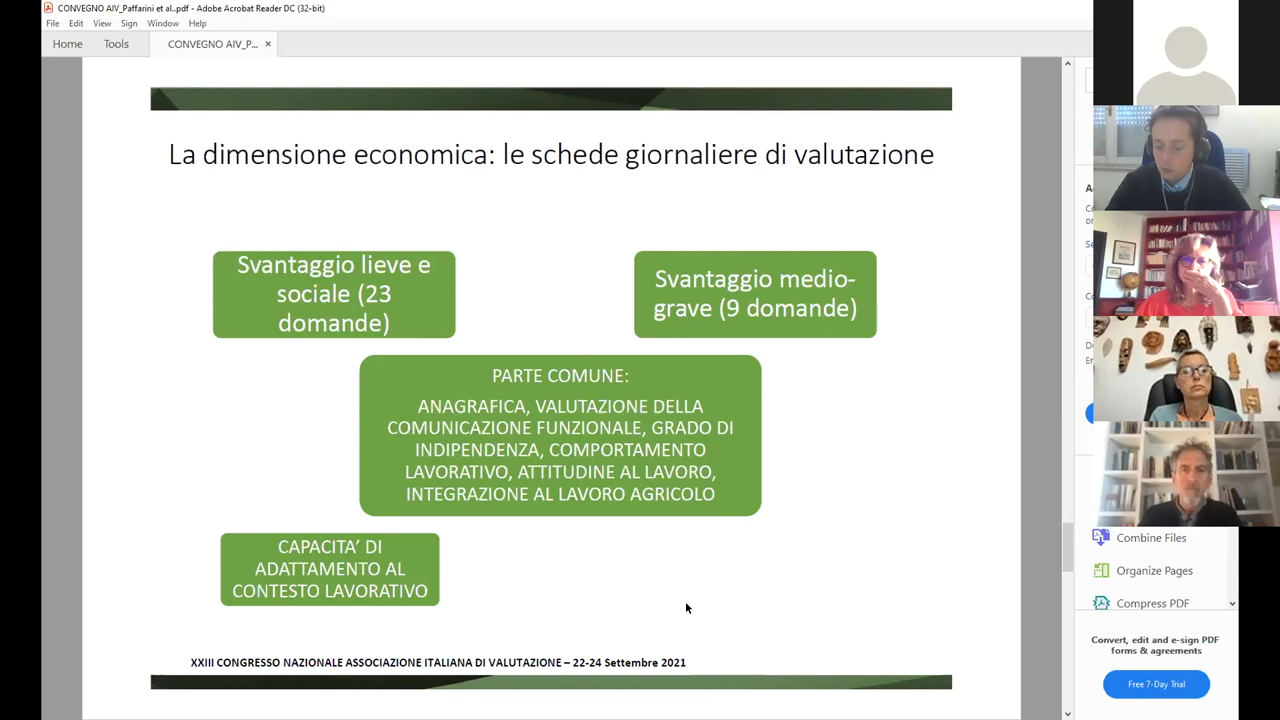 CONVEGNO AIV_Paffarini et al..pdf - Adobe Acrobat Reader DC (32-bit)
File Edit View Sign Window Help
Home Tools CONVEGNO AIV_P... ×
La dimensione economica: le schede giornaliere di valutazione
Svantaggio lieve e
sociale (23
domande)
Svantaggio medio-
grave (9 domande)
PARTE COMUNE:
ANAGRAFICA, VALUTAZIONE DELLA
COMUNICAZIONE FUNZIONALE, GRADO DI
INDIPENDENZA, COMPORTAMENTO
LAVORATIVO, ATTITUDINE AL LAVORO,
INTEGRAZIONE AL LAVORO AGRICOLO
CAPACITA’ DI
ADATTAMENTO AL
CONTESTO LAVORATIVO
XXIII CONGRESSO NAZIONALE ASSOCIAZIONE ITALIANA DI VALUTAZIONE – 22-24 Settembre 2021
Combine Files
Organize Pages
Compress PDF
Convert, edit and e-sign PDF
forms & agreements
Free 7-Day Trial